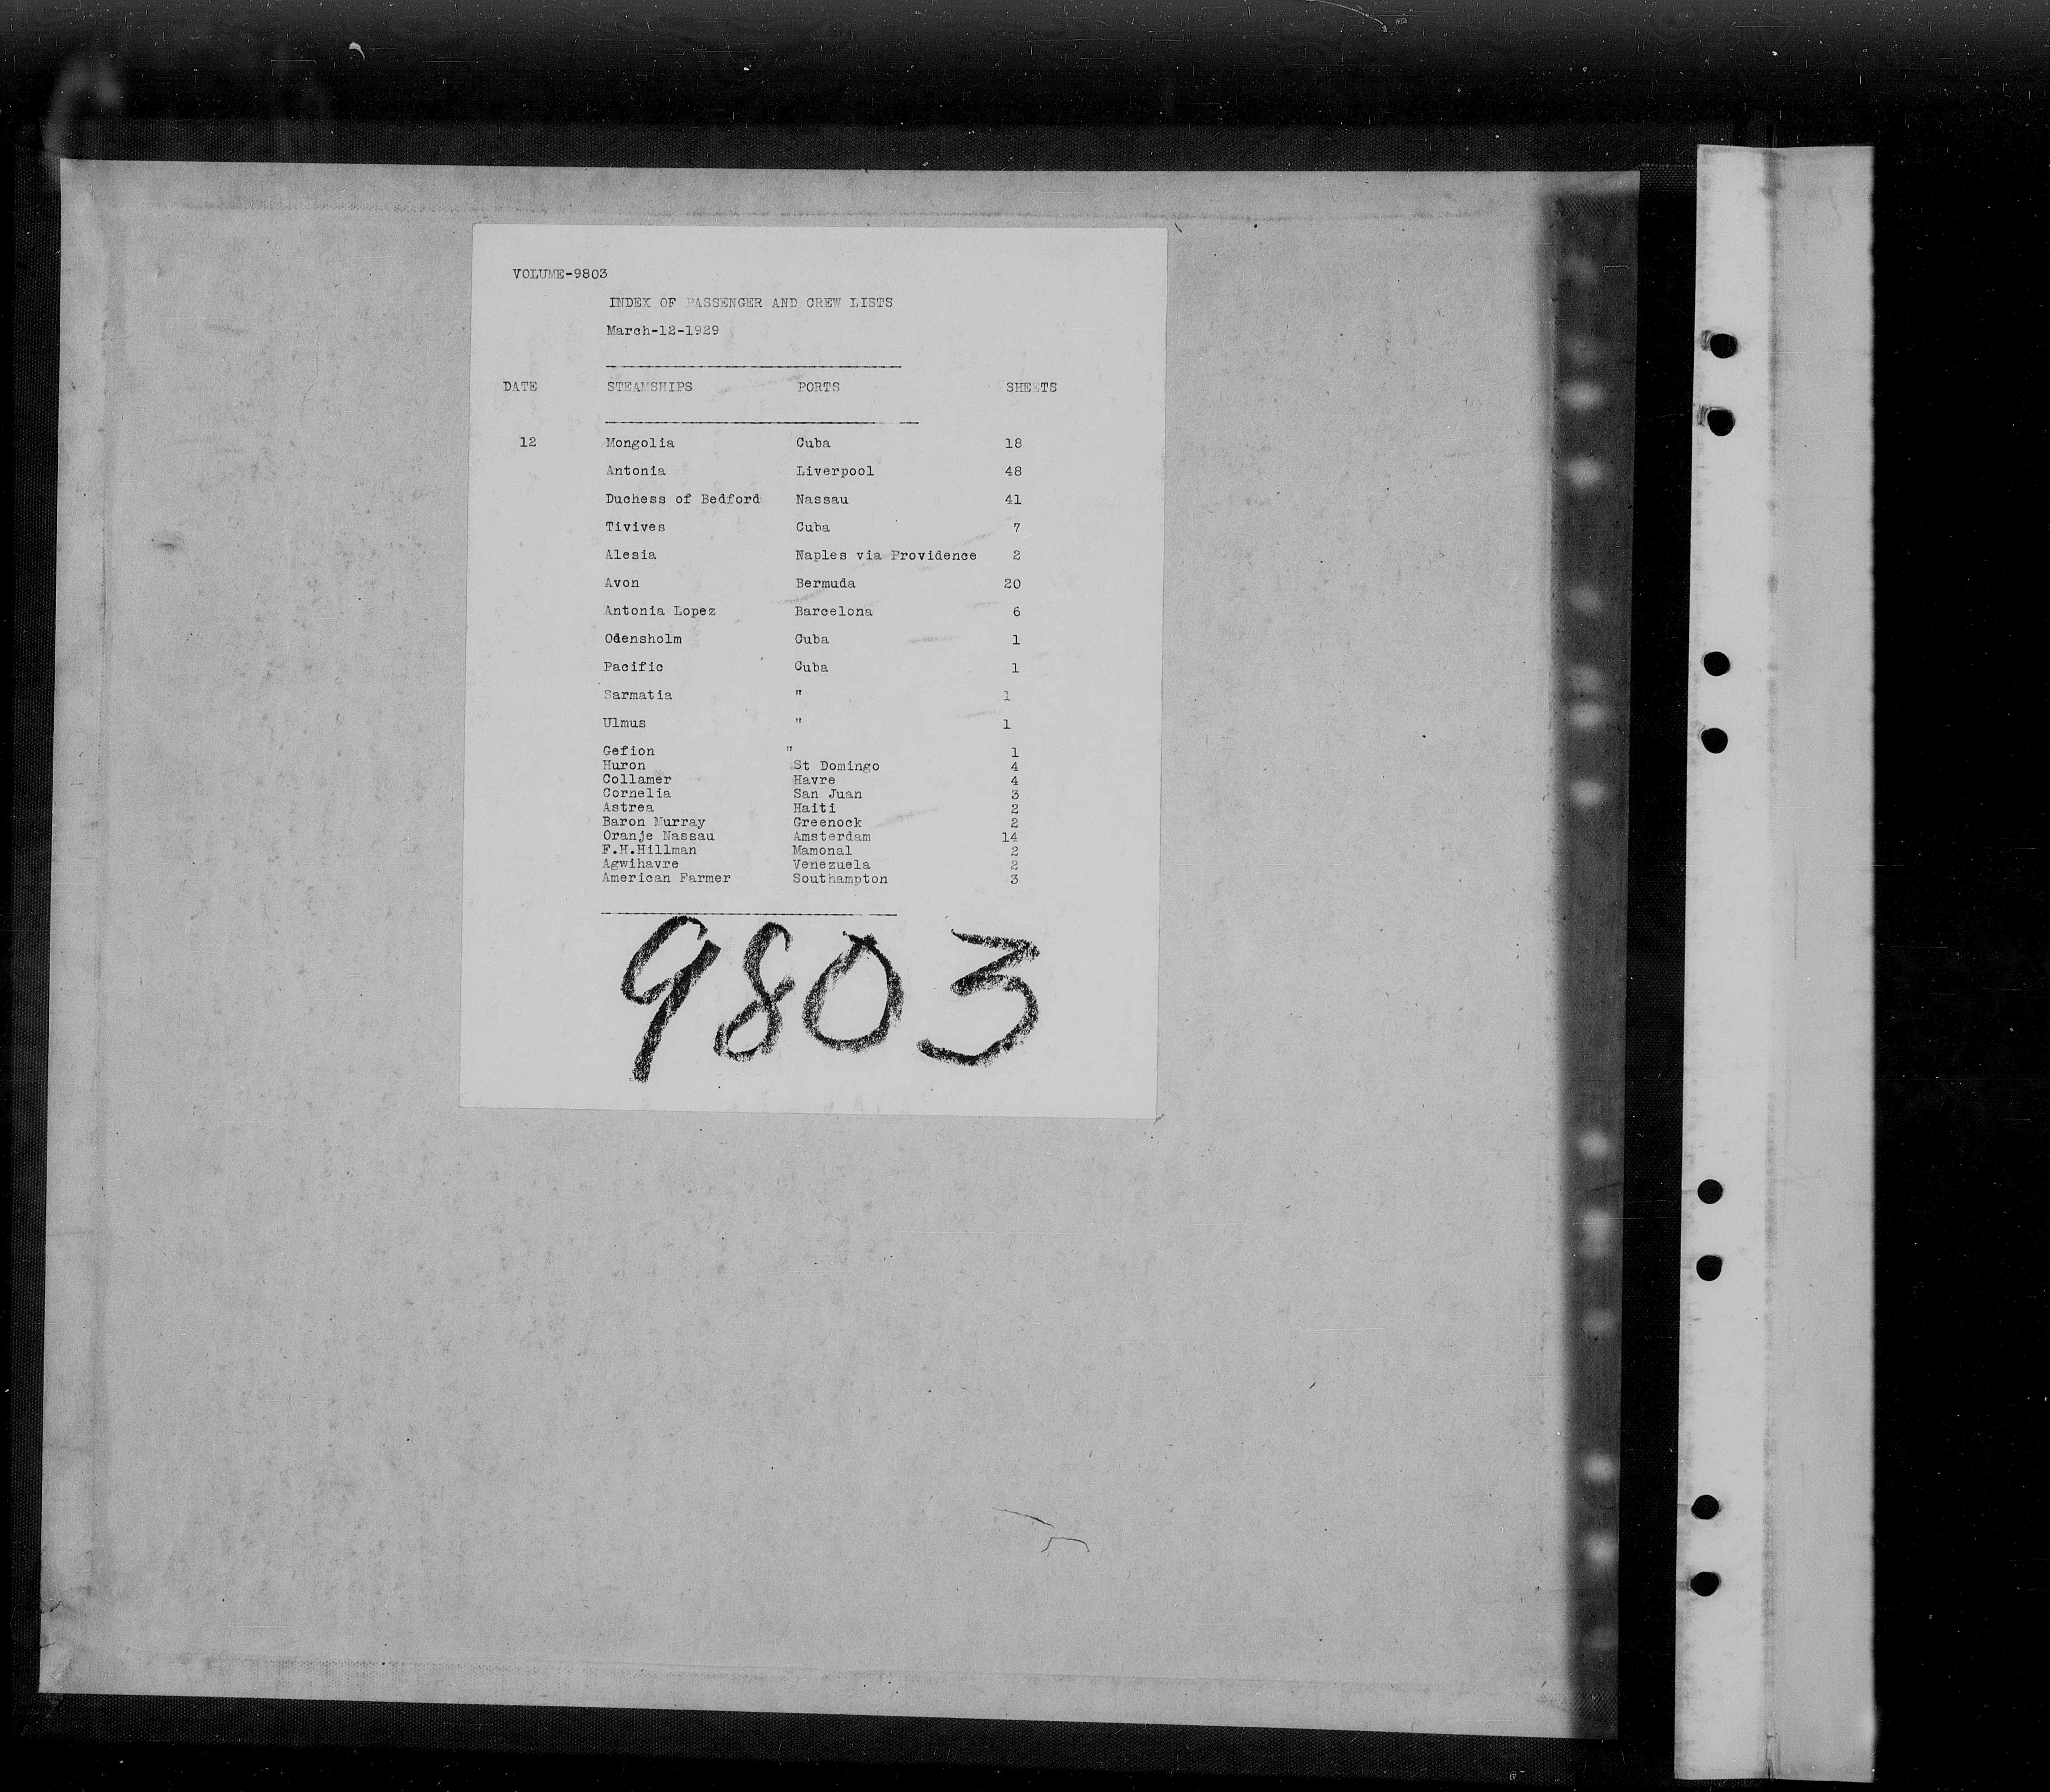 VOLUME-9803
INDEX OF PASSENGER AND CREW LISTS
March-12-1929
DATE STEAMSHIPS PORTS SHEETS
12 Mongolia Cuba 18
Antonia Liverpool 48
Duchess of Bedford Nassau 41
Tivives Cuba 7
Alesia Naples via Providence 2
Avon Bermuda 20
Antonia Lopez Barcelona 6
Odensholm Cuba 1
Pacific Cuba 1
Sarmatia " 1
Ulmus " 1
Gefion " 1
Huron St Domingo 4
Collamer Havre 4
Cornelia San Juan 3
Astrea Haiti 2
Baron Murray Greenock 2
Oranje Nassau Amsterdam 14
F.H.Hillman Mamonal 2
Agwihavre Venezuela 2
American Farmer Southampton 3
9803